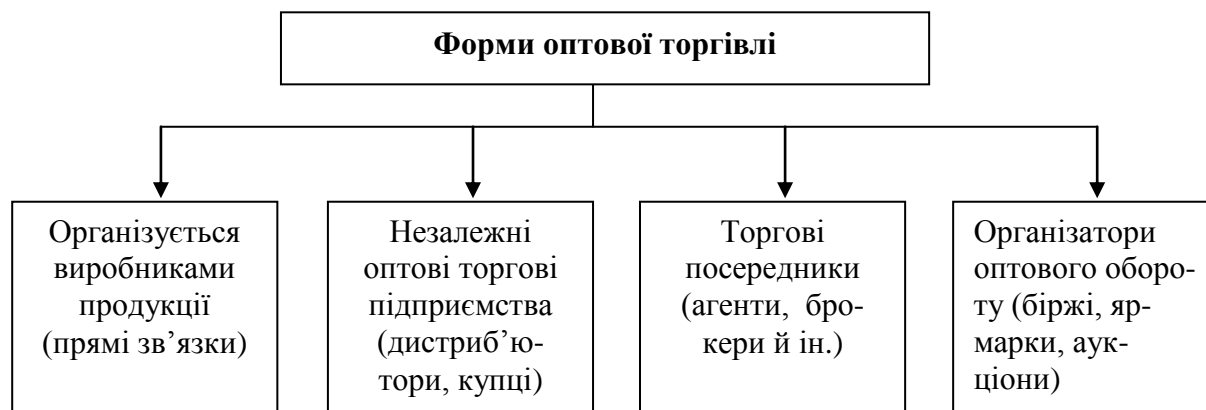 Форми оптової торгівлі
Організується
виробниками
продукції
(прямі зв’язки)
Незалежні
оптові торгові
підприємства
(дистриб’ю-
тори, купці)
Торгові
посередники
(агенти, бро-
кери й ін.)
Організатори
оптового оборо-
ту (біржі, яр-
марки, аук-
ціони)